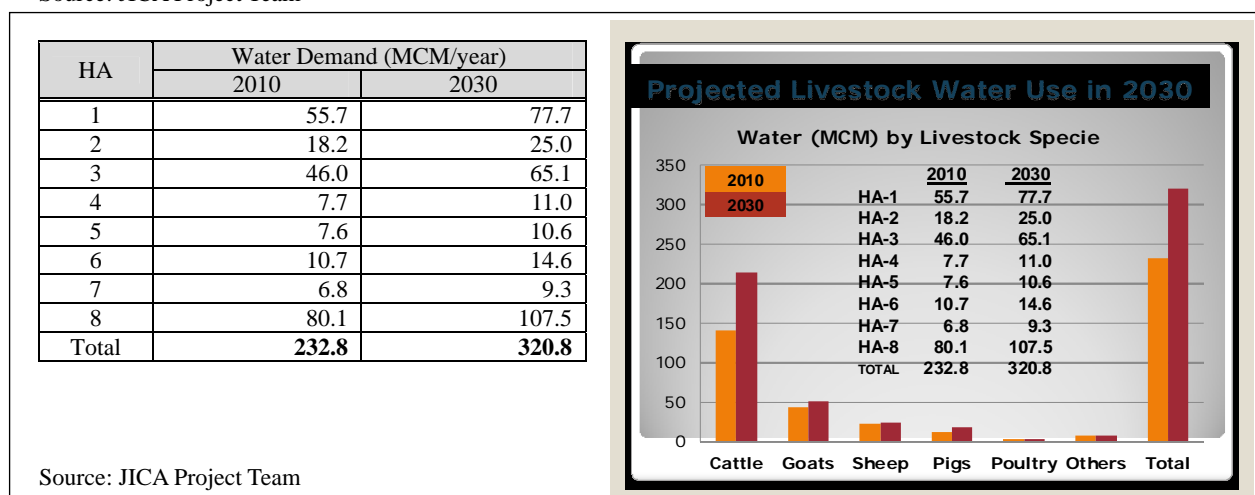 HA Water Demand (MCM/year)
2010 2030
1 55.7 77.7
2 18.2 25.0
3 46.0 65.1
4 7.7 11.0
5 7.6 10.6
6 10.7 14.6
7 6.8 9.3
8 80.1 107.5
Total 232.8 320.8
Source: JICA Project Team
Projected Livestock Water Use in 2030
Water (MCM) by Livestock Specie
350
300
250
200
150
100
50
0
2010
2030
2010 2030
HA-1 55.7 77.7
HA-2 18.2 25.0
HA-3 46.0 65.1
HA-4 7.7 11.0
HA-5 7.6 10.6
HA-6 10.7 14.6
HA-7 6.8 9.3
HA-8 80.1 107.5
TOTAL 232.8 320.8
Cattle Goats Sheep Pigs Poultry Others Total